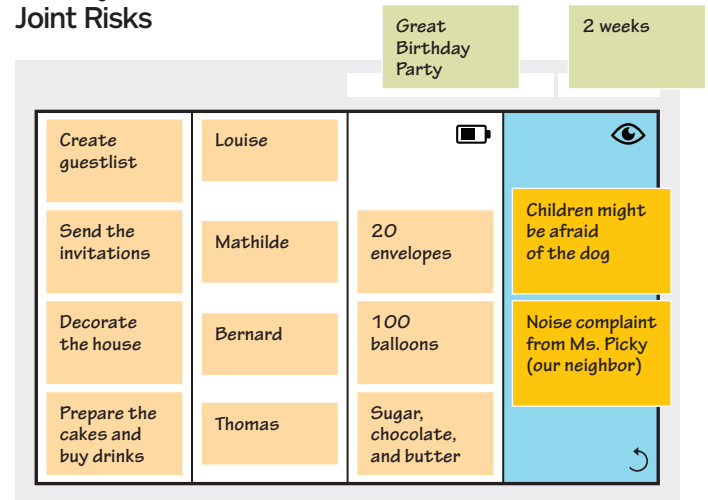 Joint Risks
Great
Birthday
Party
2 weeks
Create
guestlist
Louise
Send the
invitations
Mathilde
20
envelopes
Children might
be afraid
of the dog
Decorate
the house
Bernard
100
balloons
Noise complaint
from Ms. Picky
(our neighbor)
Prepare the
cakes and
buy drinks
Thomas
Sugar,
chocolate,
and butter